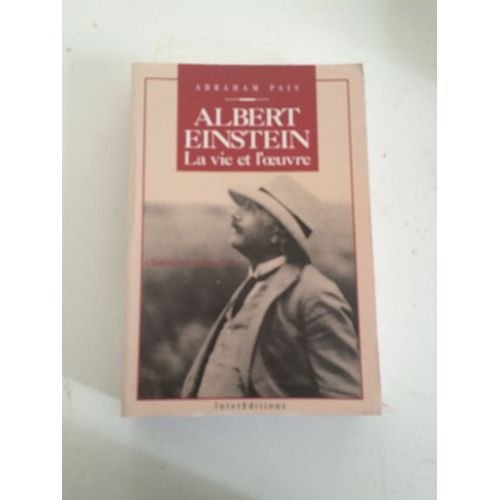 ABRAHAM PAIS
ALBERT
EINSTEIN
La vie et l'œuvre
InterEditions